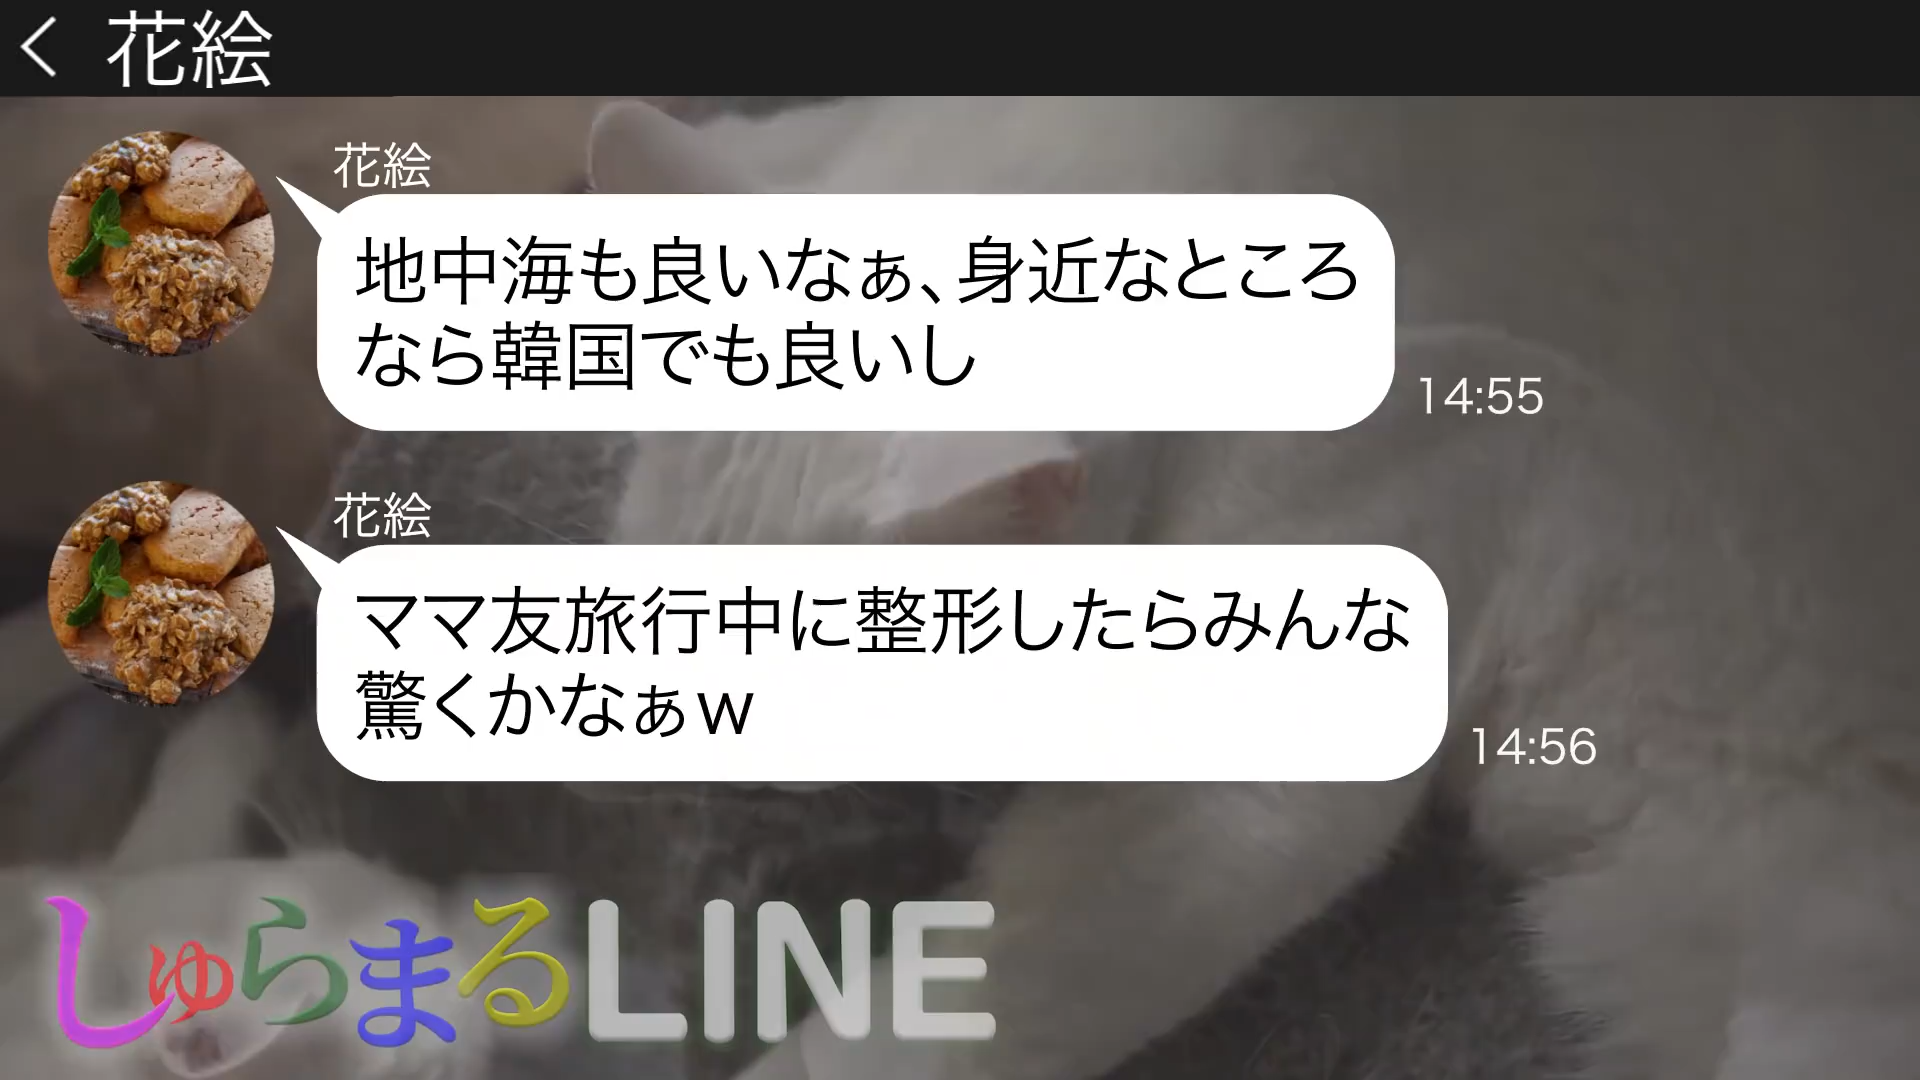 花絵
花絵
地中海も良いなぁ、身近なところ
なら韓国でも良いし
14:55
花絵
ママ友旅行中に整形したらみんな
驚くかなぁw
14:56
しゅらまるLINE